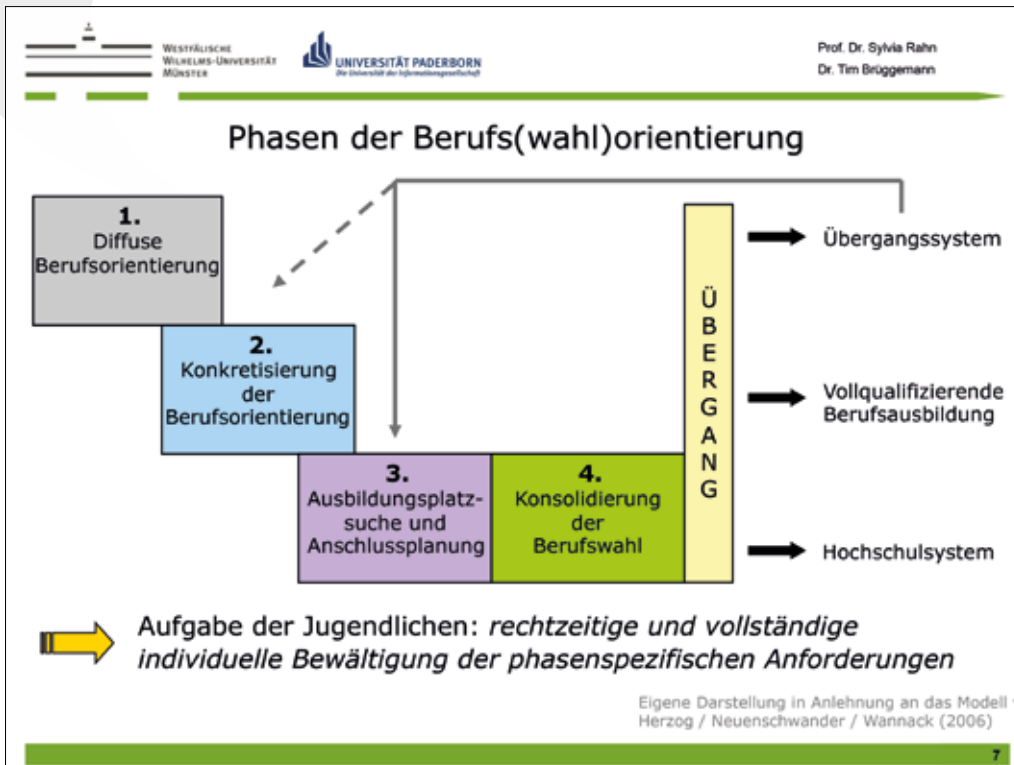 WESTFÄLISCHE
WILHELMS-UNIVERSITÄT
MÜNSTER
UNIVERSITÄT PADERBORN
Die Universität der Informationsgesellschaft
Prof. Dr. Sylvia Rahn
Dr. Tim Brüggemann
Phasen der Berufs(wahl)orientierung
1.
Diffuse
Berufsorientierung
2.
Konkretisierung
der
Berufsorientierung
3.
Ausbildungsplatz-
suche und
Anschlussplanung
4.
Konsolidierung
der
Berufswahl
ÜBERGANG
Übergangssystem
Vollqualifizierende
Berufsausbildung
Hochschulsystem
Aufgabe der Jugendlichen: rechtzeitige und vollständige
individuelle Bewältigung der phasenspezifischen Anforderungen
Eigene Darstellung in Anlehnung an das Modell
Herzog / Neuenschwander / Wannack (2006)
7